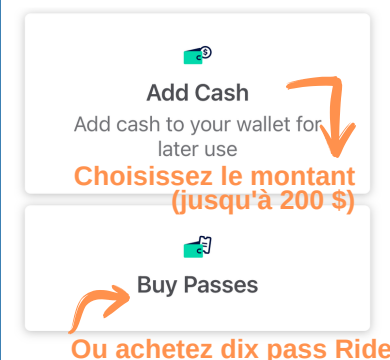 Add Cash
Add cash to your wallet for
later use
Choisissez le montant
(jusqu'à 200 $)
Buy Passes
Ou achetez dix pass Ride